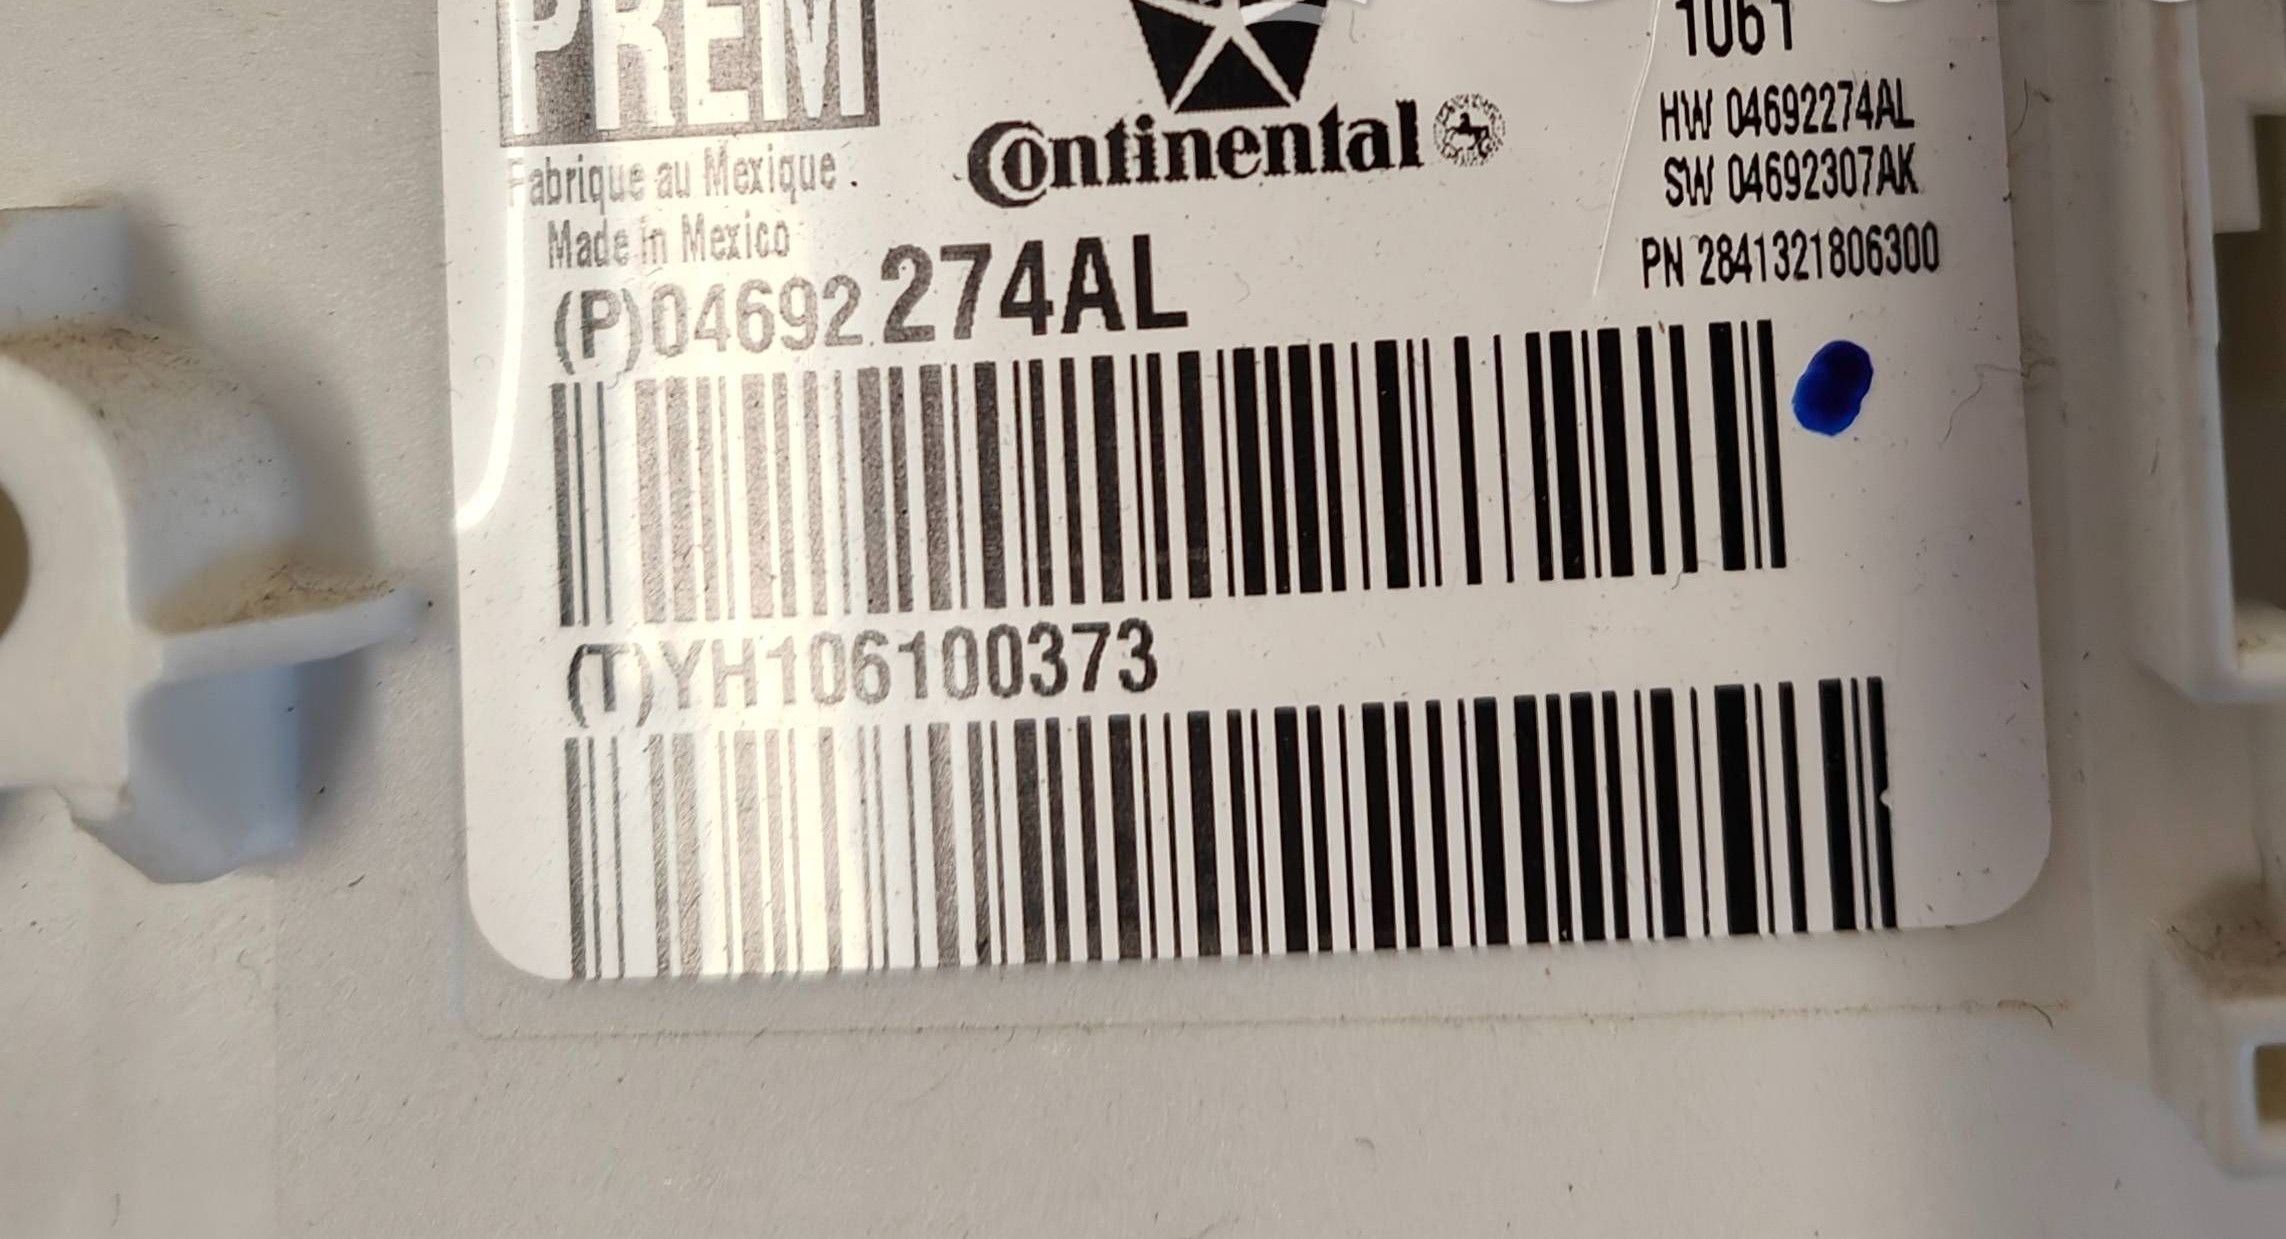 PREM
Continental
1061
HW 04692274AL
SW 04692307AK
PN 2841321806300
Fabrique au Mexique .
Made in Mexico
(P)04692 274AL
(T)YH106100373